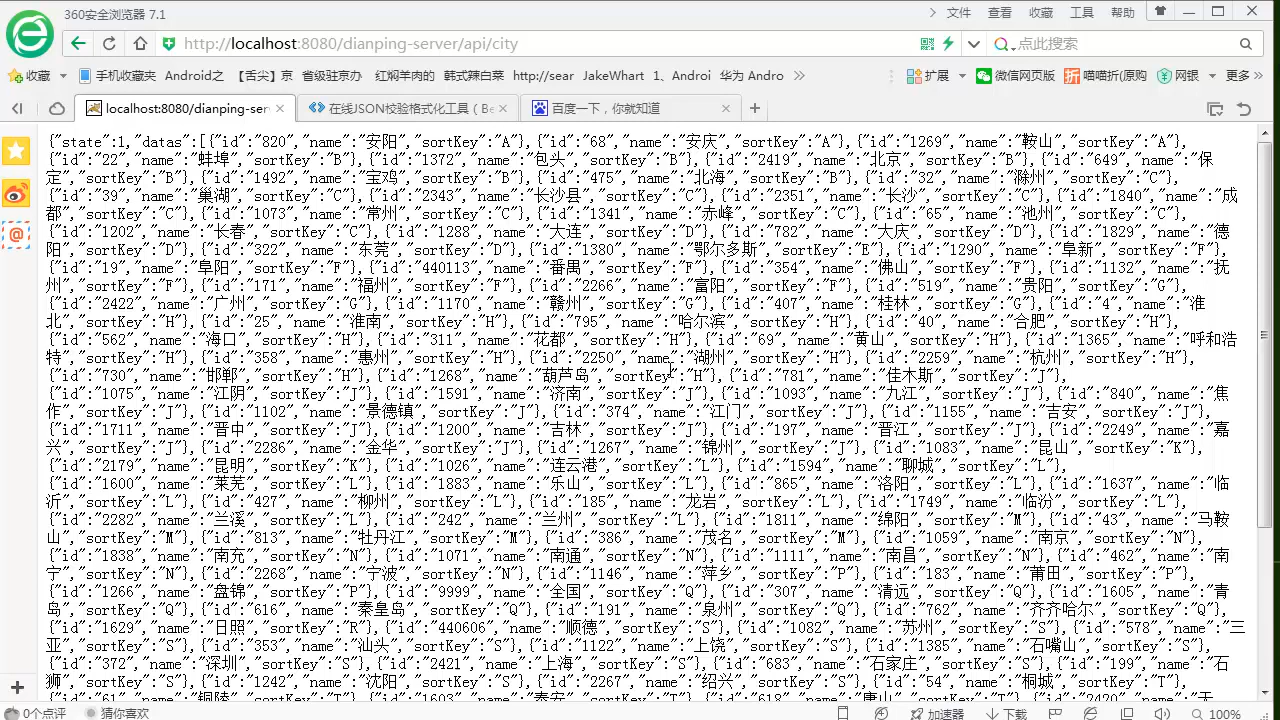 360安全浏览器 7.1
文件 查看 收藏 工具 帮助
http://localhost:8080/dianping-server/api/city
点此搜索
收藏 手机收藏夹 Android之 【舌尖】京 省级驻京办 红焖羊肉的 韩式辣白菜 http://sear JakeWhart 1、Androi 华为 Andro 扩展 微信网页版 折 喵喵折(原购 网银 更多
localhost:8080/dianping-ser 在线JSON校验格式化工具（Be 百度一下，你就知道
{"state":1,"datas":[{"id":"820","name":"安阳","sortKey":"A"},{"id":"68","name":"安庆","sortKey":"A"},{"id":"1269","name":"鞍山","sortKey":"A"},
{"id":"22","name":"蚌埠","sortKey":"B"},{"id":"1372","name":"包头","sortKey":"B"},{"id":"2419","name":"北京","sortKey":"B"},{"id":"649","name":"保
定","sortKey":"B"},{"id":"1492","name":"宝鸡","sortKey":"B"},{"id":"475","name":"北海","sortKey":"B"},{"id":"32","name":"滁州","sortKey":"C"},
{"id":"39","name":"巢湖","sortKey":"C"},{"id":"2343","name":"长沙县","sortKey":"C"},{"id":"2351","name":"长沙","sortKey":"C"},{"id":"1840","name":"成
都","sortKey":"C"},{"id":"1073","name":"常州","sortKey":"C"},{"id":"1341","name":"赤峰","sortKey":"C"},{"id":"65","name":"池州","sortKey":"C"},
{"id":"1202","name":"长春","sortKey":"C"},{"id":"1288","name":"大连","sortKey":"D"},{"id":"782","name":"大庆","sortKey":"D"},{"id":"1829","name":"德
阳","sortKey":"D"},{"id":"322","name":"东莞","sortKey":"D"},{"id":"1380","name":"鄂尔多斯","sortKey":"E"},{"id":"1290","name":"阜新","sortKey":"F"},
{"id":"19","name":"阜阳","sortKey":"F"},{"id":"440113","name":"番禺","sortKey":"F"},{"id":"354","name":"佛山","sortKey":"F"},{"id":"1132","name":"抚
州","sortKey":"F"},{"id":"171","name":"福州","sortKey":"F"},{"id":"2266","name":"富阳","sortKey":"F"},{"id":"519","name":"贵阳","sortKey":"G"},
{"id":"2422","name":"广州","sortKey":"G"},{"id":"1170","name":"赣州","sortKey":"G"},{"id":"407","name":"桂林","sortKey":"G"},{"id":"4","name":"淮
北","sortKey":"H"},{"id":"25","name":"淮南","sortKey":"H"},{"id":"795","name":"哈尔滨","sortKey":"H"},{"id":"40","name":"合肥","sortKey":"H"},
{"id":"562","name":"海口","sortKey":"H"},{"id":"311","name":"花都","sortKey":"H"},{"id":"69","name":"黄山","sortKey":"H"},{"id":"1365","name":"呼和浩
特","sortKey":"H"},{"id":"358","name":"惠州","sortKey":"H"},{"id":"2250","name":"湖州","sortKey":"H"},{"id":"2259","name":"杭州","sortKey":"H"},
{"id":"730","name":"邯郸","sortKey":"H"},{"id":"1268","name":"葫芦岛","sortKey":"H"},{"id":"781","name":"佳木斯","sortKey":"J"},
{"id":"1075","name":"江阴","sortKey":"J"},{"id":"1591","name":"济南","sortKey":"J"},{"id":"1093","name":"九江","sortKey":"J"},{"id":"840","name":"焦
作","sortKey":"J"},{"id":"1102","name":"景德镇","sortKey":"J"},{"id":"374","name":"江门","sortKey":"J"},{"id":"1155","name":"吉安","sortKey":"J"},
{"id":"1711","name":"晋中","sortKey":"J"},{"id":"1200","name":"吉林","sortKey":"J"},{"id":"197","name":"晋江","sortKey":"J"},{"id":"2249","name":"嘉
兴","sortKey":"J"},{"id":"2286","name":"金华","sortKey":"J"},{"id":"1267","name":"锦州","sortKey":"J"},{"id":"1083","name":"昆山","sortKey":"K"},
{"id":"2179","name":"昆明","sortKey":"K"},{"id":"1026","name":"连云港","sortKey":"L"},{"id":"1594","name":"聊城","sortKey":"L"},
{"id":"1600","name":"莱芜","sortKey":"L"},{"id":"1883","name":"乐山","sortKey":"L"},{"id":"865","name":"洛阳","sortKey":"L"},{"id":"1637","name":"临
沂","sortKey":"L"},{"id":"427","name":"柳州","sortKey":"L"},{"id":"185","name":"龙岩","sortKey":"L"},{"id":"1749","name":"临汾","sortKey":"L"},
{"id":"2282","name":"兰溪","sortKey":"L"},{"id":"242","name":"兰州","sortKey":"L"},{"id":"1811","name":"绵阳","sortKey":"M"},{"id":"43","name":"马鞍
山","sortKey":"M"},{"id":"813","name":"牡丹江","sortKey":"M"},{"id":"386","name":"茂名","sortKey":"M"},{"id":"1059","name":"南京","sortKey":"N"},
{"id":"1838","name":"南充","sortKey":"N"},{"id":"1071","name":"南通","sortKey":"N"},{"id":"1111","name":"南昌","sortKey":"N"},{"id":"462","name":"南
宁","sortKey":"N"},{"id":"2268","name":"宁波","sortKey":"N"},{"id":"1146","name":"萍乡","sortKey":"P"},{"id":"183","name":"莆田","sortKey":"P"},
{"id":"1266","name":"盘锦","sortKey":"P"},{"id":"9999","name":"全国","sortKey":"Q"},{"id":"307","name":"清远","sortKey":"Q"},{"id":"1605","name":"青
岛","sortKey":"Q"},{"id":"616","name":"秦皇岛","sortKey":"Q"},{"id":"191","name":"泉州","sortKey":"Q"},{"id":"762","name":"齐齐哈尔","sortKey":"Q"},
{"id":"1629","name":"日照","sortKey":"R"},{"id":"440606","name":"顺德","sortKey":"S"},{"id":"1082","name":"苏州","sortKey":"S"},{"id":"578","name":"三
亚","sortKey":"S"},{"id":"353","name":"汕头","sortKey":"S"},{"id":"1122","name":"上饶","sortKey":"S"},{"id":"1385","name":"石嘴山","sortKey":"S"},
{"id":"372","name":"深圳","sortKey":"S"},{"id":"2421","name":"上海","sortKey":"S"},{"id":"683","name":"石家庄","sortKey":"S"},{"id":"199","name":"石
狮","sortKey":"S"},{"id":"1242","name":"沈阳","sortKey":"S"},{"id":"2267","name":"绍兴","sortKey":"S"},{"id":"54","name":"桐城","sortKey":"T"},
{"id":"61","name":"铜陵","sortKey":"T"},{"id":"1603","name":"泰安","sortKey":"T"},{"id":"618","name":"唐山","sortKey":"T"},{"id":"2420","name":"天
0个点评 猜你喜欢 加速器 下载 100%